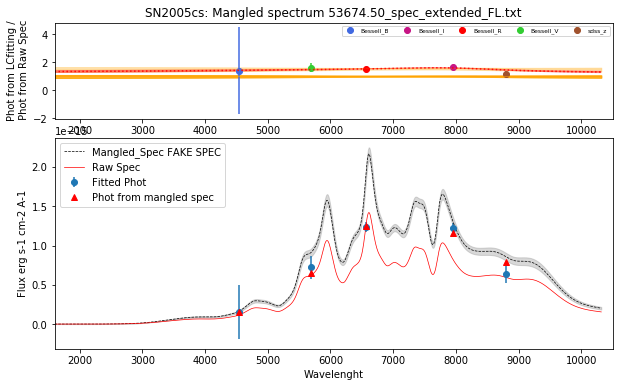 SN2005cs: Mangled spectrum 53674.50_spec_extended_FL.txt
Phot from LCfitting /
Phot from Raw Spec
4
2
0
−2
Bessell_B
Bessell_I
Bessell_R
Bessell_V
sdss_z
2000 3000 4000 5000 6000 7000 8000 9000 10000
Flux erg s-1 cm-2 A-1
2.0
1.5
1.0
0.5
0.0
Mangled_Spec FAKE SPEC
Raw Spec
Fitted Phot
Phot from mangled spec
2000 3000 4000 5000 6000 7000 8000 9000 10000
Wavelenght